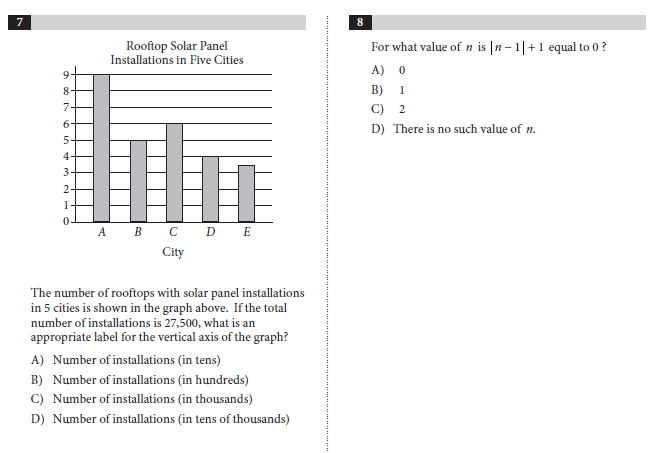 7
Rooftop Solar Panel
Installations in Five Cities
9
8
7
6
5
4
3
2
1
0
A B C D E
City
The number of rooftops with solar panel installations
in 5 cities is shown in the graph above. If the total
number of installations is 27,500, what is an
appropriate label for the vertical axis of the graph?
A) Number of installations (in tens)
B) Number of installations (in hundreds)
C) Number of installations (in thousands)
D) Number of installations (in tens of thousands)
8
For what value of n is |n − 1| + 1 equal to 0 ?
A) 0
B) 1
C) 2
D) There is no such value of n.